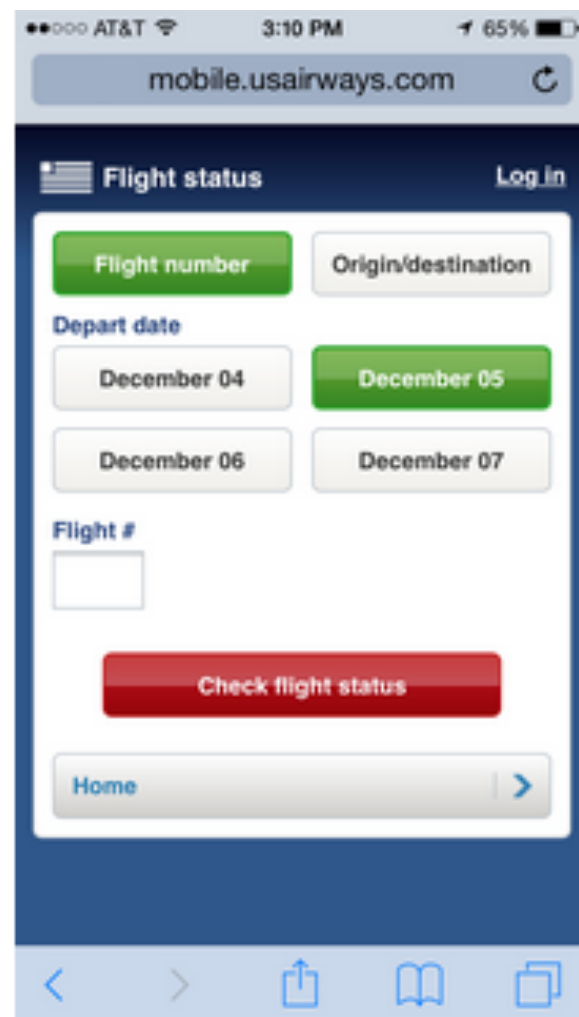 AT&T 3:10 PM 65%
mobile.usairways.com
Flight status Log in
Flight number Origin/destination
Depart date
December 04 December 05
December 06 December 07
Flight #
Check flight status
Home